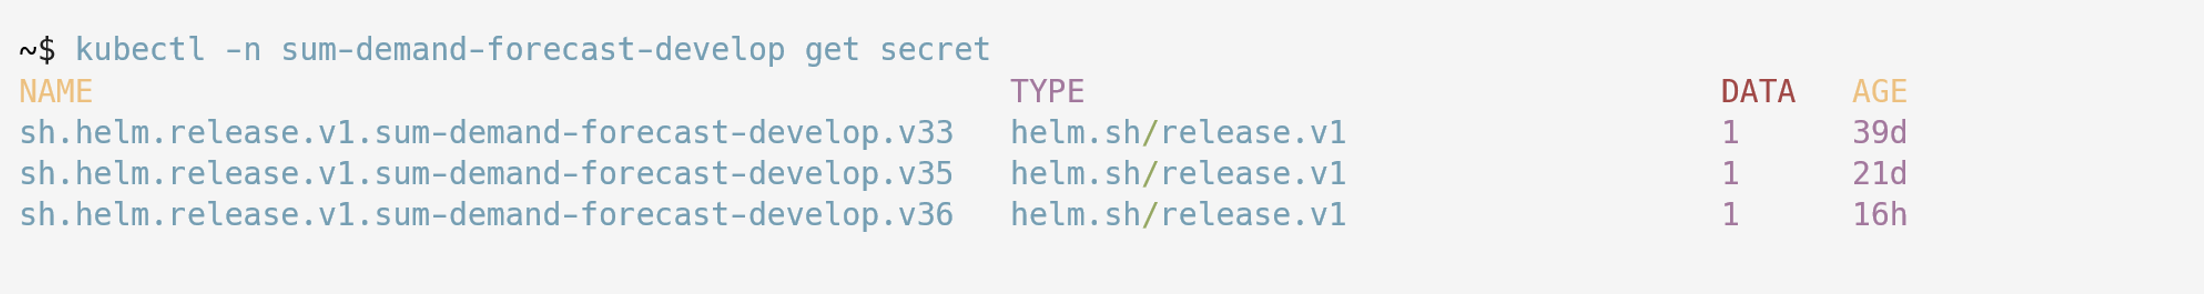 ~$ kubectl -n sum-demand-forecast-develop get secret
NAME TYPE DATA AGE
sh.helm.release.v1.sum-demand-forecast-develop.v33 helm.sh/release.v1 1 39d
sh.helm.release.v1.sum-demand-forecast-develop.v35 helm.sh/release.v1 1 21d
sh.helm.release.v1.sum-demand-forecast-develop.v36 helm.sh/release.v1 1 16h